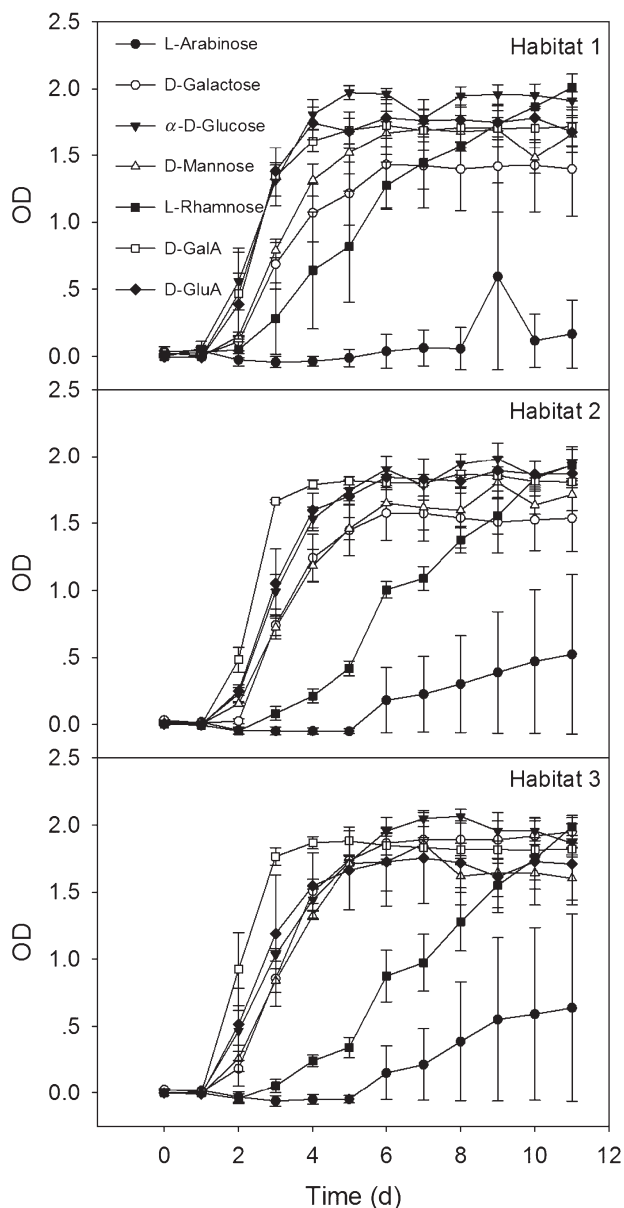 2.5
Habitat 1
L-Arabinose
2.0
D-Galactose
α-D-Glucose
1.5
D-Mannose
OD
L-Rhamnose
1.0
D-GalA
.5
D-GluA
0.0
2.5
Habitat 2
2.0
1.5
OD
1.0
.5
0.0
2.5
Habitat 3
2.0
1.5
OD
1.0
.5
0.0
0 2 4 6 8 10 12
Time (d)